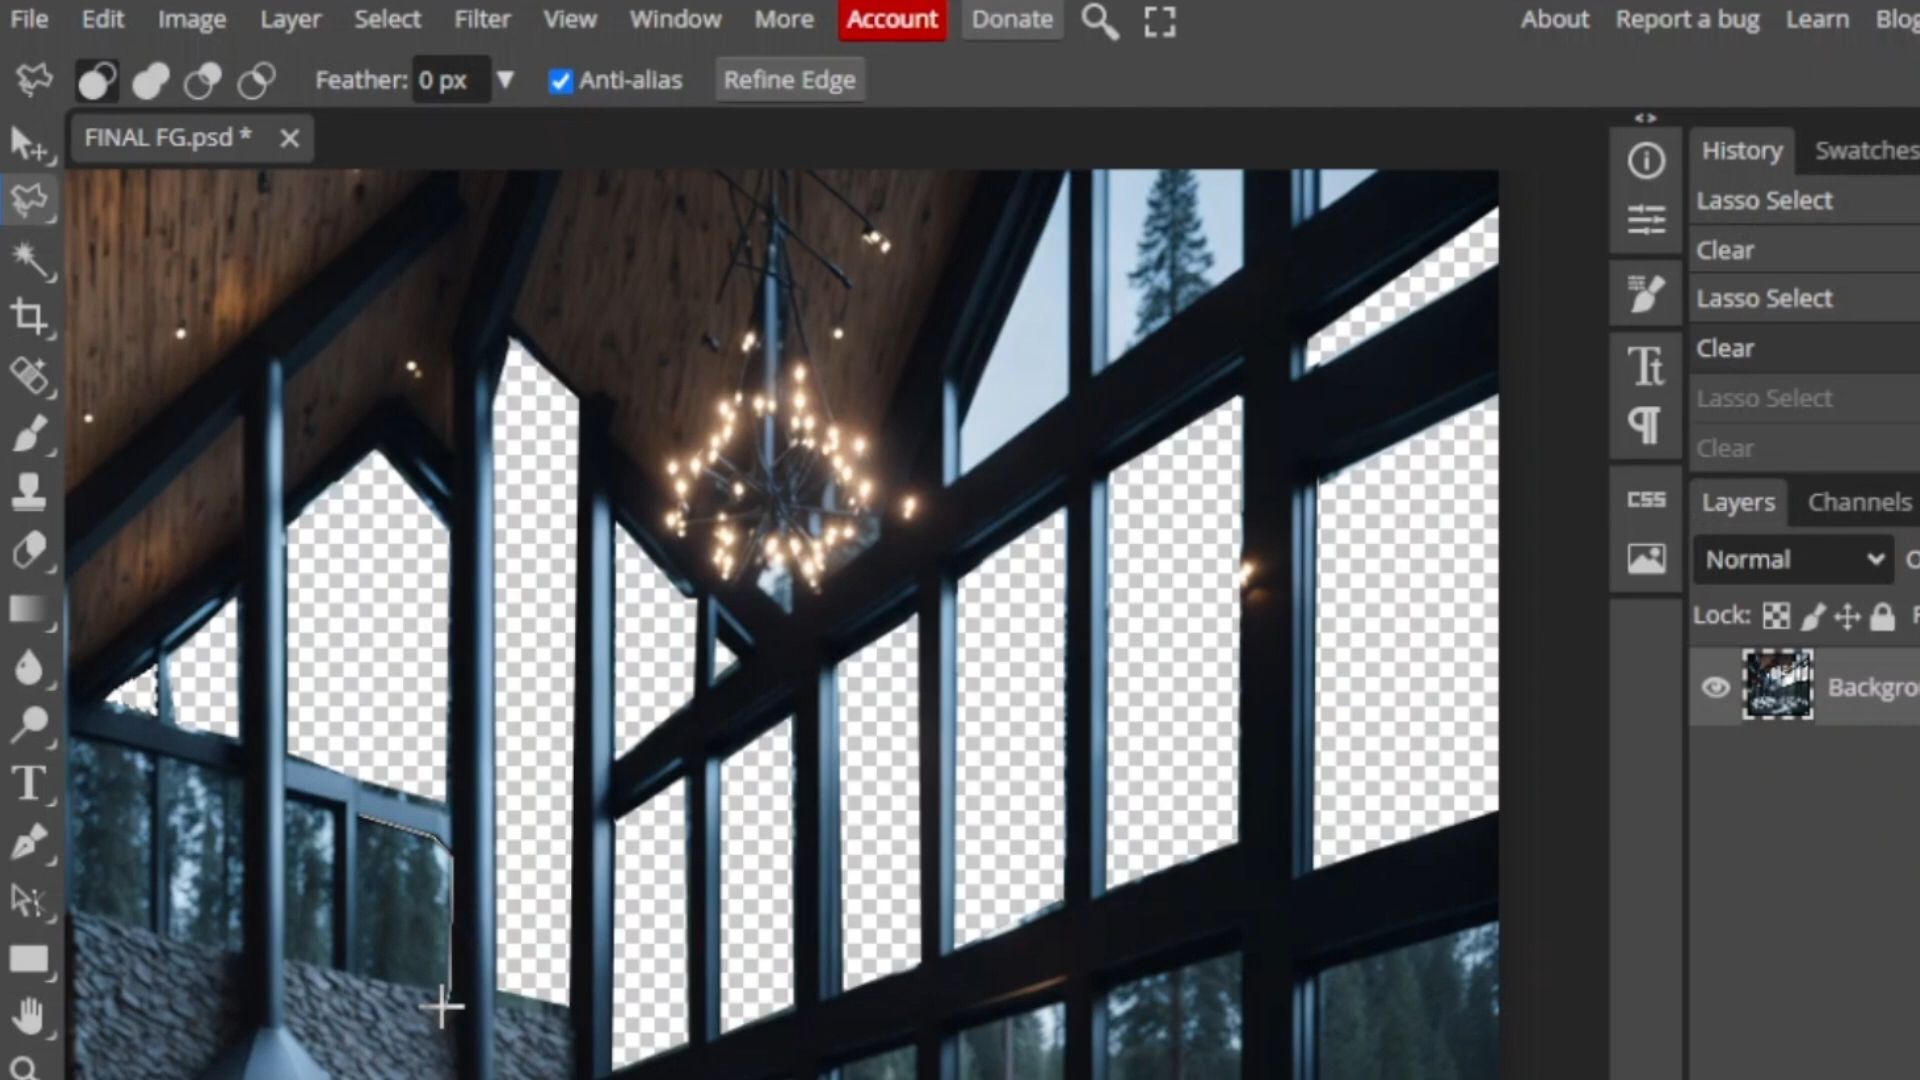 File Edit Image Layer Select Filter View Window More Account Donate About Report a bug Learn Blog
Feather: 0 px Anti-alias Refine Edge
FINAL FG.psd *
History Swatches
Lasso Select
Clear
Lasso Select
Clear
Lasso Select
Clear
CSS
Layers Channels
Normal O
Lock: F
Backgro